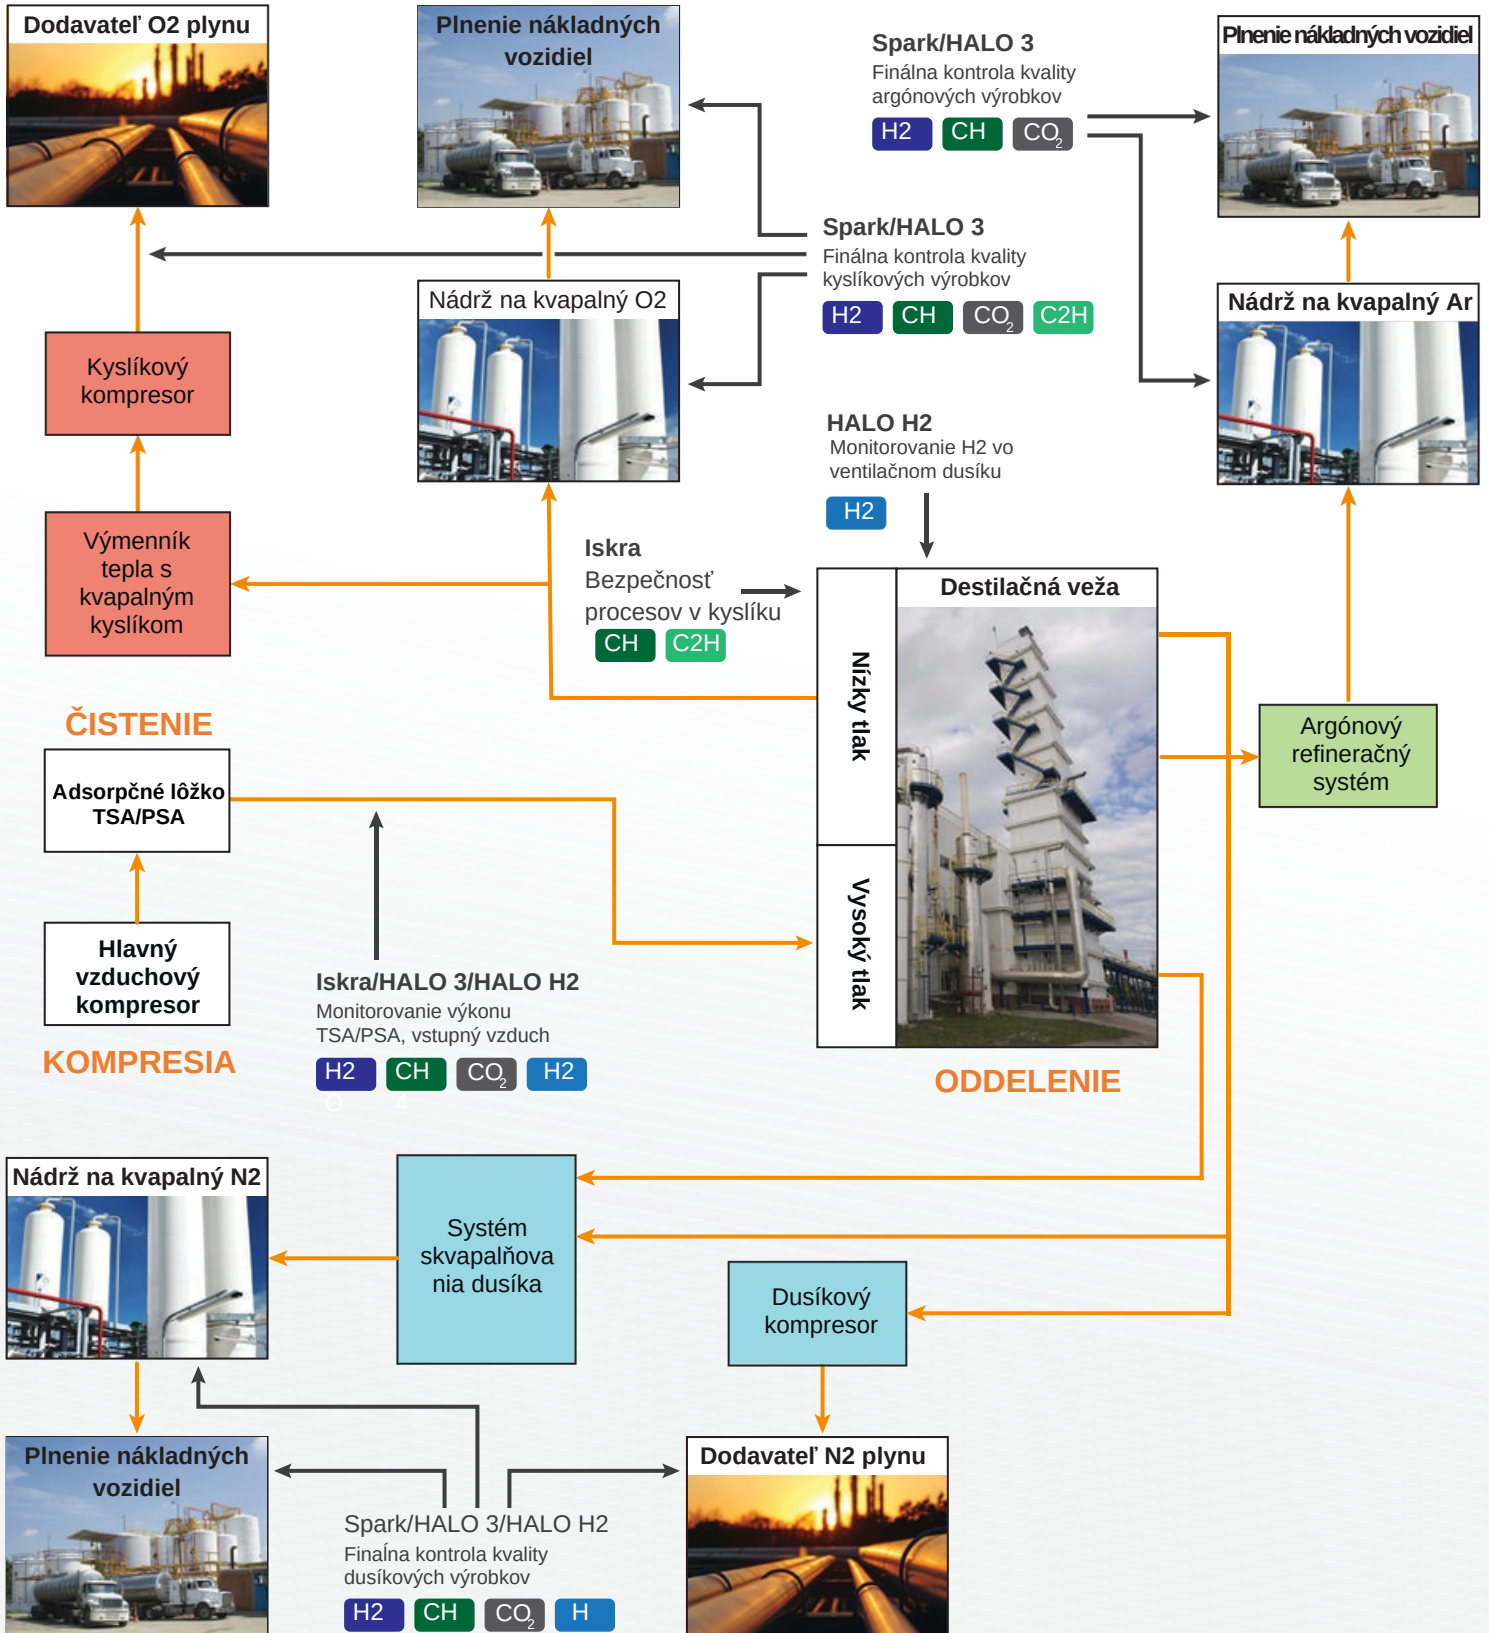 Dodavateľ O2 plynu
Plnenie nákladných
vozidiel
Spark/HALO 3
Finálna kontrola kvality
argónových výrobkov
H2 CH CO2
Plnenie nákladných vozidiel
Spark/HALO 3
Finálna kontrola kvality
kyslíkových výrobkov
H2 CH CO2 C2H
Nádrž na kvapalný O2
Nádrž na kvapalný Ar
Kyslíkový
kompresor
HALO H2
Monitorovanie H2 vo
ventilačnom dusíku
H2
Výmenník
tepla s
kvapalným
kyslíkom
Iskra
Bezpečnosť
procesov v kyslíku
CH C2H
Destilačná veža
Nízky tlak
Vysoký tlak
Argónový
refineračný
systém
ČISTENIE
Adsorpčné lôžko
TSA/PSA
Hlavný
vzduchový
kompresor
KOMPRESIA
Iskra/HALO 3/HALO H2
Monitorovanie výkonu
TSA/PSA, vstupný vzduch
H2 CH CO2 H2
O 4
ODDELENIE
Nádrž na kvapalný N2
Systém
skvapalňova
nia dusíka
Dusíkový
kompresor
Plnenie nákladných
vozidiel
Dodavateľ N2 plynu
Spark/HALO 3/HALO H2
Finaĺna kontrola kvality
dusíkových výrobkov
H2 CH CO2 H